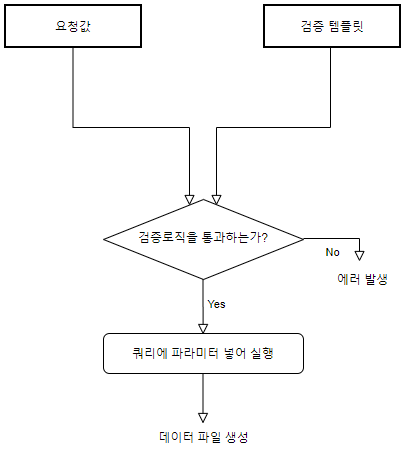 요청값
검증 템플릿
검증로직을 통과하는가?
No
에러 발생
Yes
쿼리에 파라미터 넣어 실행
데이터 파일 생성